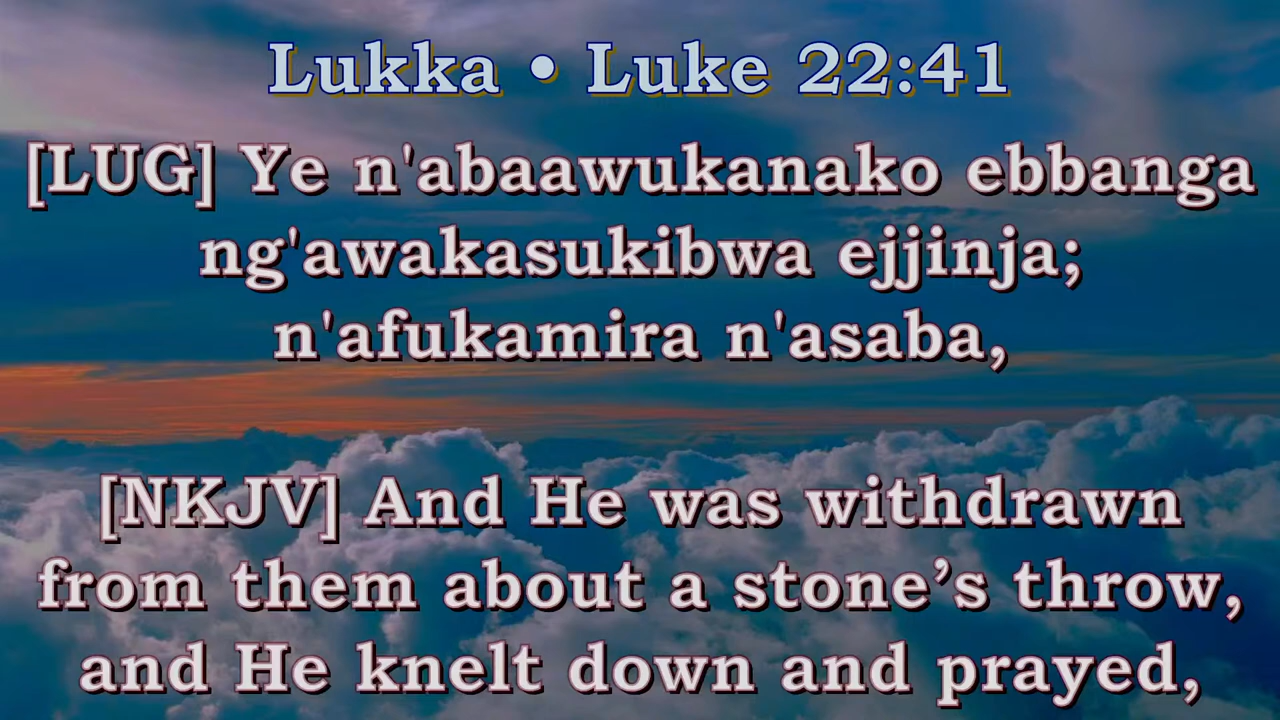 Lukka • Luke 22:41
[LUG] Ye n'abaawukanako ebbanga
ng'awakasukibwa ejjinja;
n'afukamira n'asaba,
[NKJV] And He was withdrawn
from them about a stone’s throw,
and He knelt down and prayed,